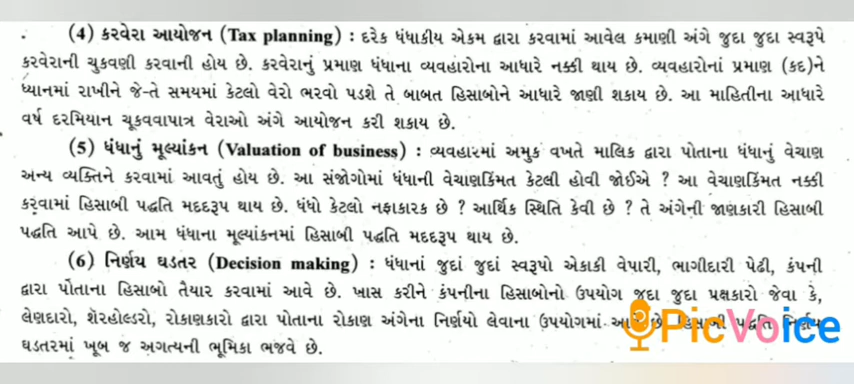 (4) કરવેરા આયોજન (Tax planning) : દરેક ધંધાકીય એકમ દ્વારા કરવામાં આવેલ કમાણી અંગે જુદા જુદા સ્વરૂપે
કરવેરાની ચુકવણી કરવાની હોય છે. કરવેરાનું પ્રમાણ ધંધાના વ્યવહારોના આધારે નક્કી થાય છે. વ્યવહારોનાં પ્રમાણ (કદ)ને
ધ્યાનમાં રાખીને જે-તે સમયમાં કેટલો વેરો ભરવો પડશે તે બાબત હિસાબોને આધારે જાણી શકાય છે. આ માહિતીના આધારે
વર્ષ દરમિયાન ચૂકવવાપાત્ર વેરાઓ અંગે આયોજન કરી શકાય છે.
(5) ધંધાનું મૂલ્યાંકન (Valuation of business) : વ્યવહારમાં અમુક વખતે માલિક દ્વારા પોતાના ધંધાનું વેચાણ
અન્ય વ્યક્તિને કરવામાં આવતું હોય છે. આ સંજોગોમાં ધંધાની વેચાણકિંમત કેટલી હોવી જોઈએ ? આ વેચાણકિંમત નક્કી
કરવામાં હિસાબી પદ્ધતિ મદદરૂપ થાય છે. ધંધો કેટલો નફાકારક છે ? આર્થિક સ્થિતિ કેવી છે ? તે અંગેની જાણકારી હિસાબી
પદ્ધતિ આપે છે. આમ ધંધાના મૂલ્યાંકનમાં હિસાબી પદ્ધતિ મદદરૂપ થાય છે.
(6) નિર્ણય ઘડતર (Decision making) : ધંધાનાં જુદાં જુદાં સ્વરૂપો એકાકી વેપારી, ભાગીદારી પેઢી, કંપની
દ્વારા પોતાના હિસાબો તૈયાર કરવામાં આવે છે. ખાસ કરીને કંપનીના હિસાબોનો ઉપયોગ જુદા જુદા પક્ષકારો જેવા કે,
લેણદારો, શેરહોલ્ડરો, રોકાણકારો દ્વારા પોતાના રોકાણ અંગેના નિર્ણયો લેવાના ઉપયોગમાં આવે છે. હિસાબી પદ્ધતિ નિર્ણય
ઘડતરમાં ખૂબ જ અગત્યની ભૂમિકા ભજવે છે.
PicVoice